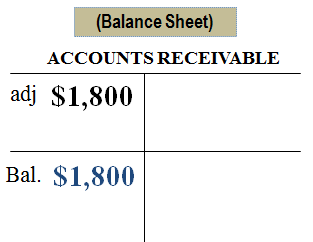 (Balance Sheet)
ACCOUNTS RECEIVABLE
adj $1,800
Bal. $1,800